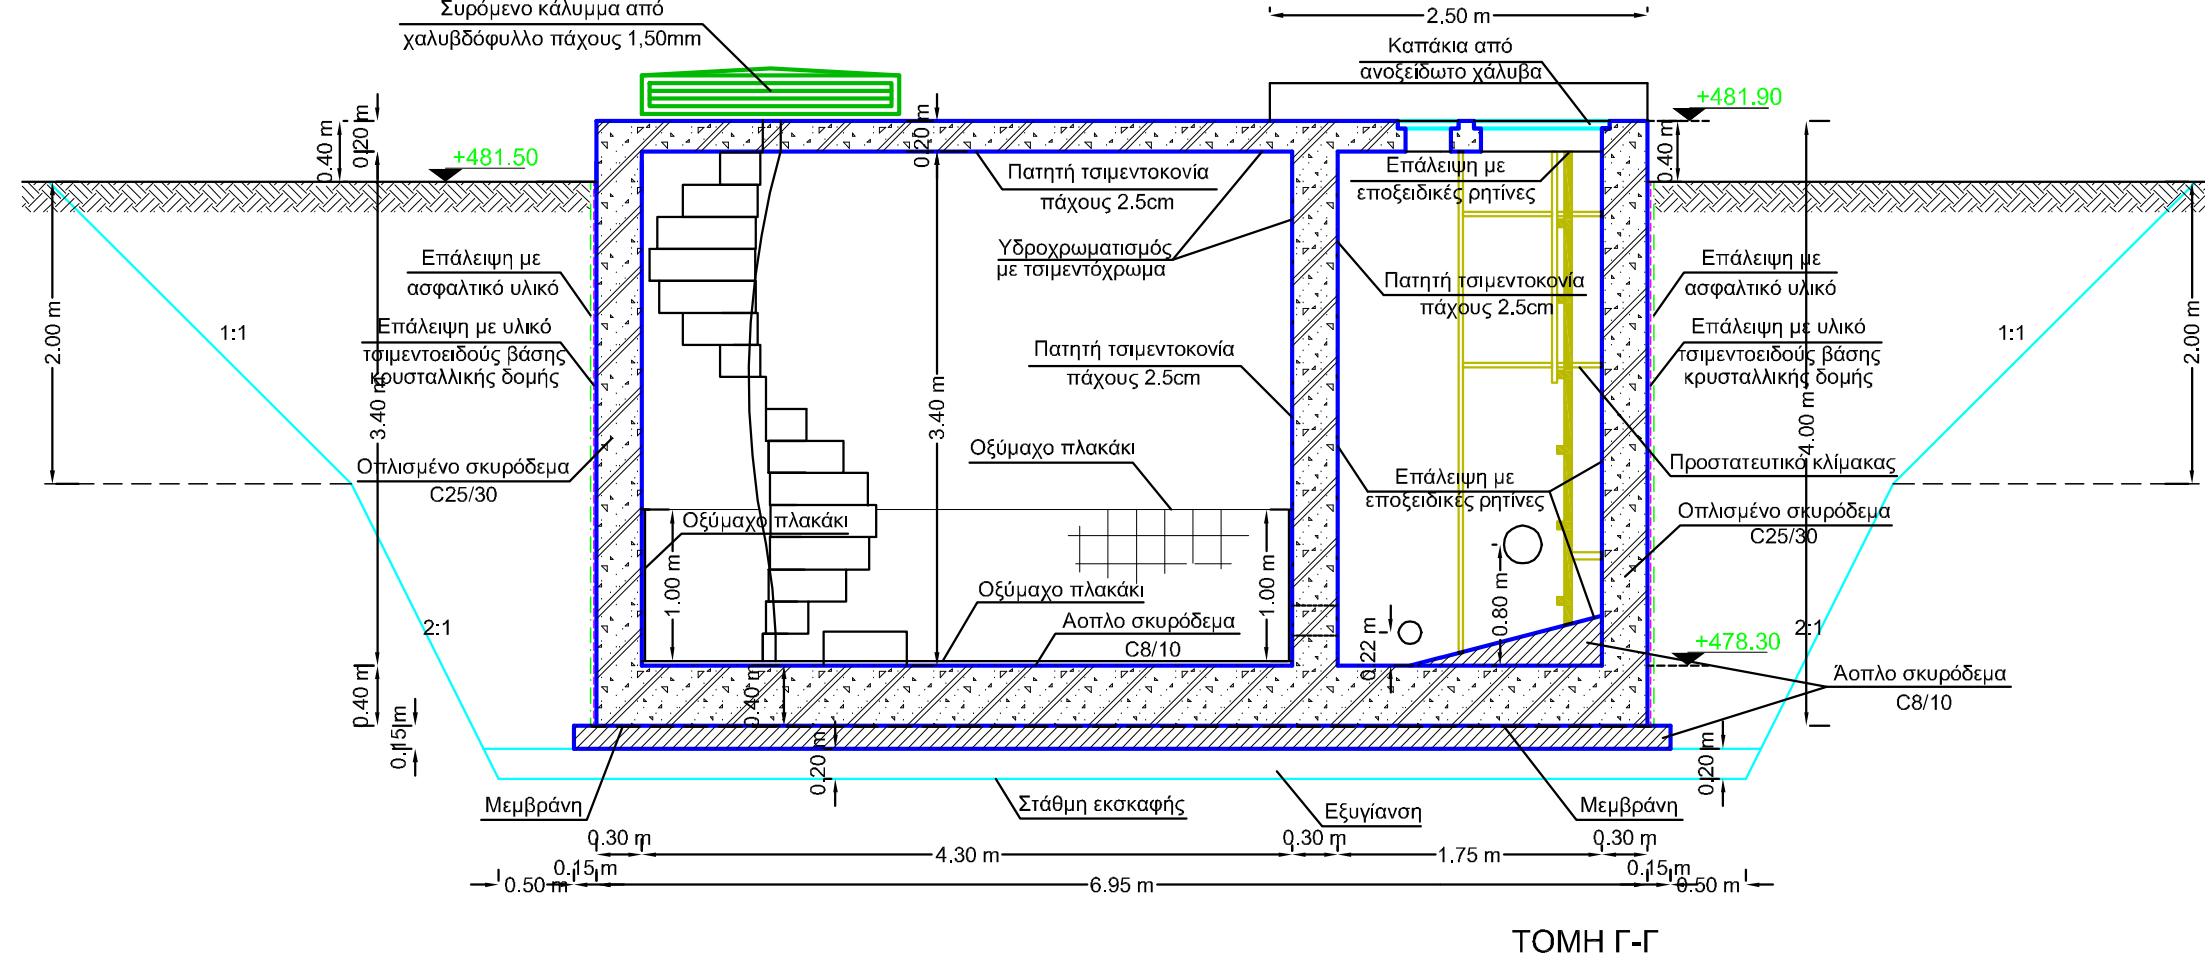 Συρόμενο κάλυμμα από
χαλυβδόφυλλο πάχους 1,50mm
2.50 m
Καπάκια από
ανοξείδωτο χάλυβα
+481.90
0.40 m
0.20 m
0.20 m
0.40 m
+481.50
Πατητή τσιμεντοκονία
πάχους 2.5cm
Επάλειψη με
εποξειδικές ρητίνες
Υδροχρωματισμός
με τσιμεντόχρωμα
Επάλειψη με
ασφαλτικό υλικό
Πατητή τσιμεντοκονία
πάχους 2.5cm
Επάλειψη με
ασφαλτικό υλικό
2.00 m
1:1
Επάλειψη με υλικό
τσιμεντοειδούς βάσης
κρυσταλλικής δομής
Πατητή τσιμεντοκονία
πάχους 2.5cm
Επάλειψη με υλικό
τσιμεντοειδούς βάσης
κρυσταλλικής δομής
1:1
2.00 m
3.40 m
3.40 m
4.00 m
Οπλισμένο σκυρόδεμα
C25/30
Οξύμαχο πλακάκι
Επάλειψη με
εποξειδικές ρητίνες
Προστατευτικό κλίμακας
Οξύμαχο πλακάκι
Οπλισμένο σκυρόδεμα
C25/30
1.00 m
1.00 m
0.80 m
Οξύμαχο πλακάκι
2:1
Αοπλο σκυρόδεμα
C8/10
0.22 m
2:1
+478.30
0.40 m
0.40 m
Άοπλο σκυρόδεμα
C8/10
0.15 m
0.20 m
0.20 m
Μεμβράνη
Στάθμη εκσκαφής
Εξυγίανση
Μεμβράνη
0.30 m
4.30 m
0.30 m
1.75 m
0.30 m
0.50 m
0.15 m
6.95 m
0.15 m
0.50 m
ΤΟΜΗ Γ-Γ